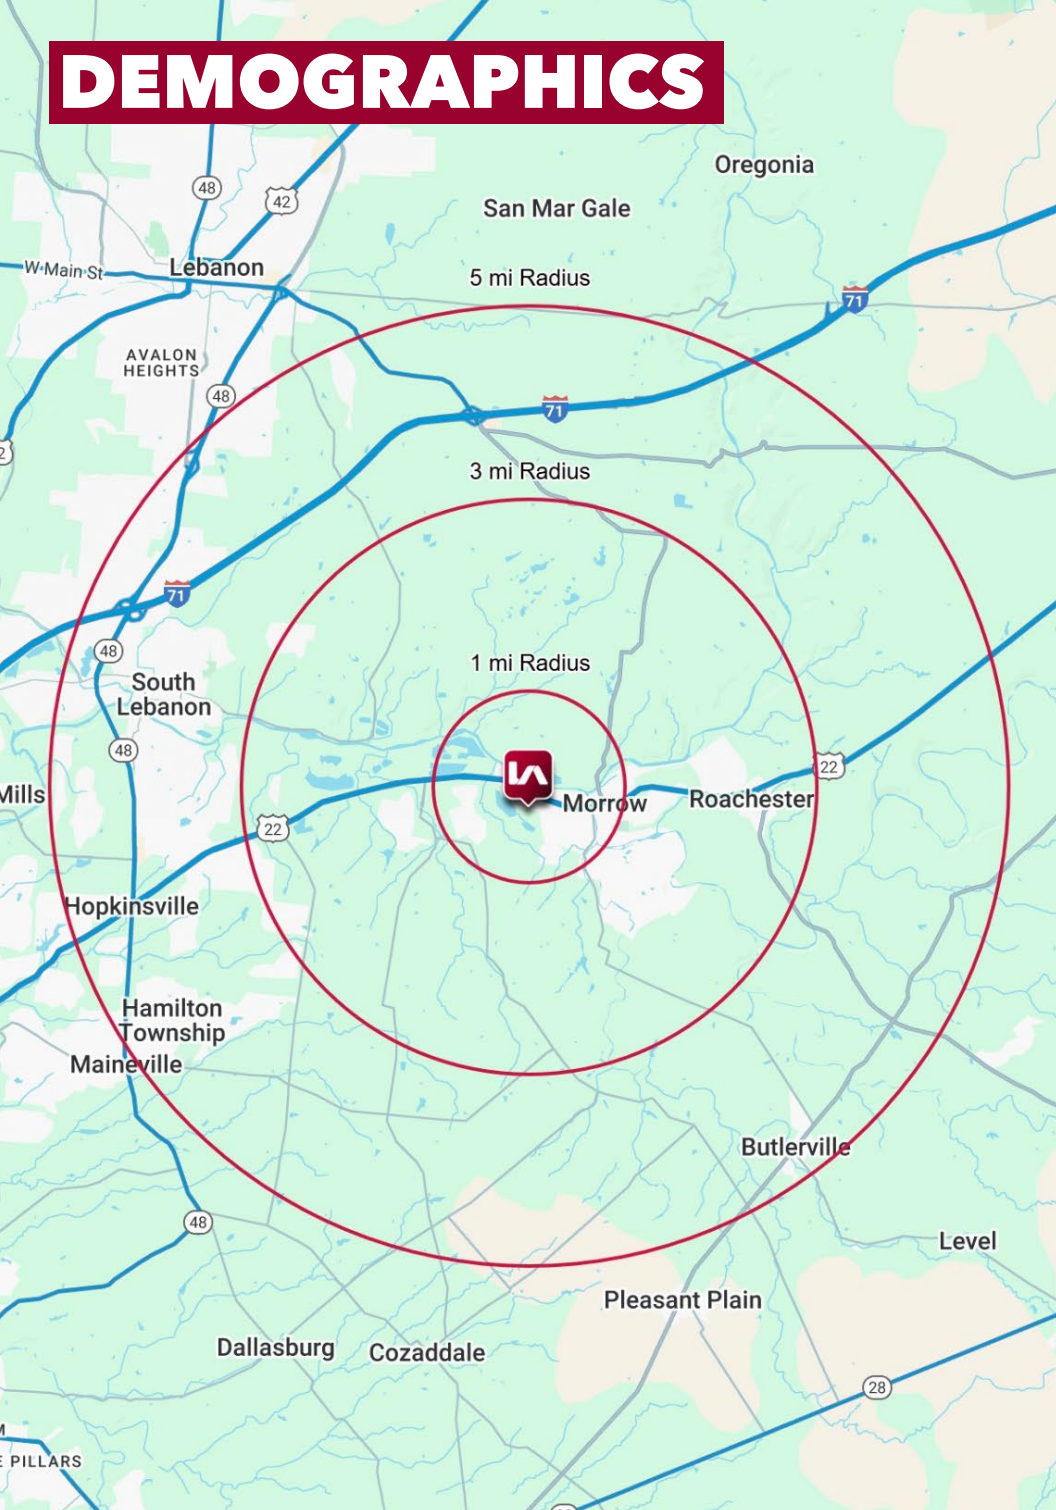 DEMOGRAPHICS
Oregonia
48
42
San Mar Gale
W Main St
Lebanon
5 mi Radius
71
AVALON
HEIGHTS
48
71
2
3 mi Radius
71
48
1 mi Radius
South
Lebanon
48
22
Mills
Morrow
Roachester
22
Hopkinsville
Hamilton
Township
Maineville
Butlerville
48
Level
Pleasant Plain
Dallasburg
Cozaddale
28
PILLARS